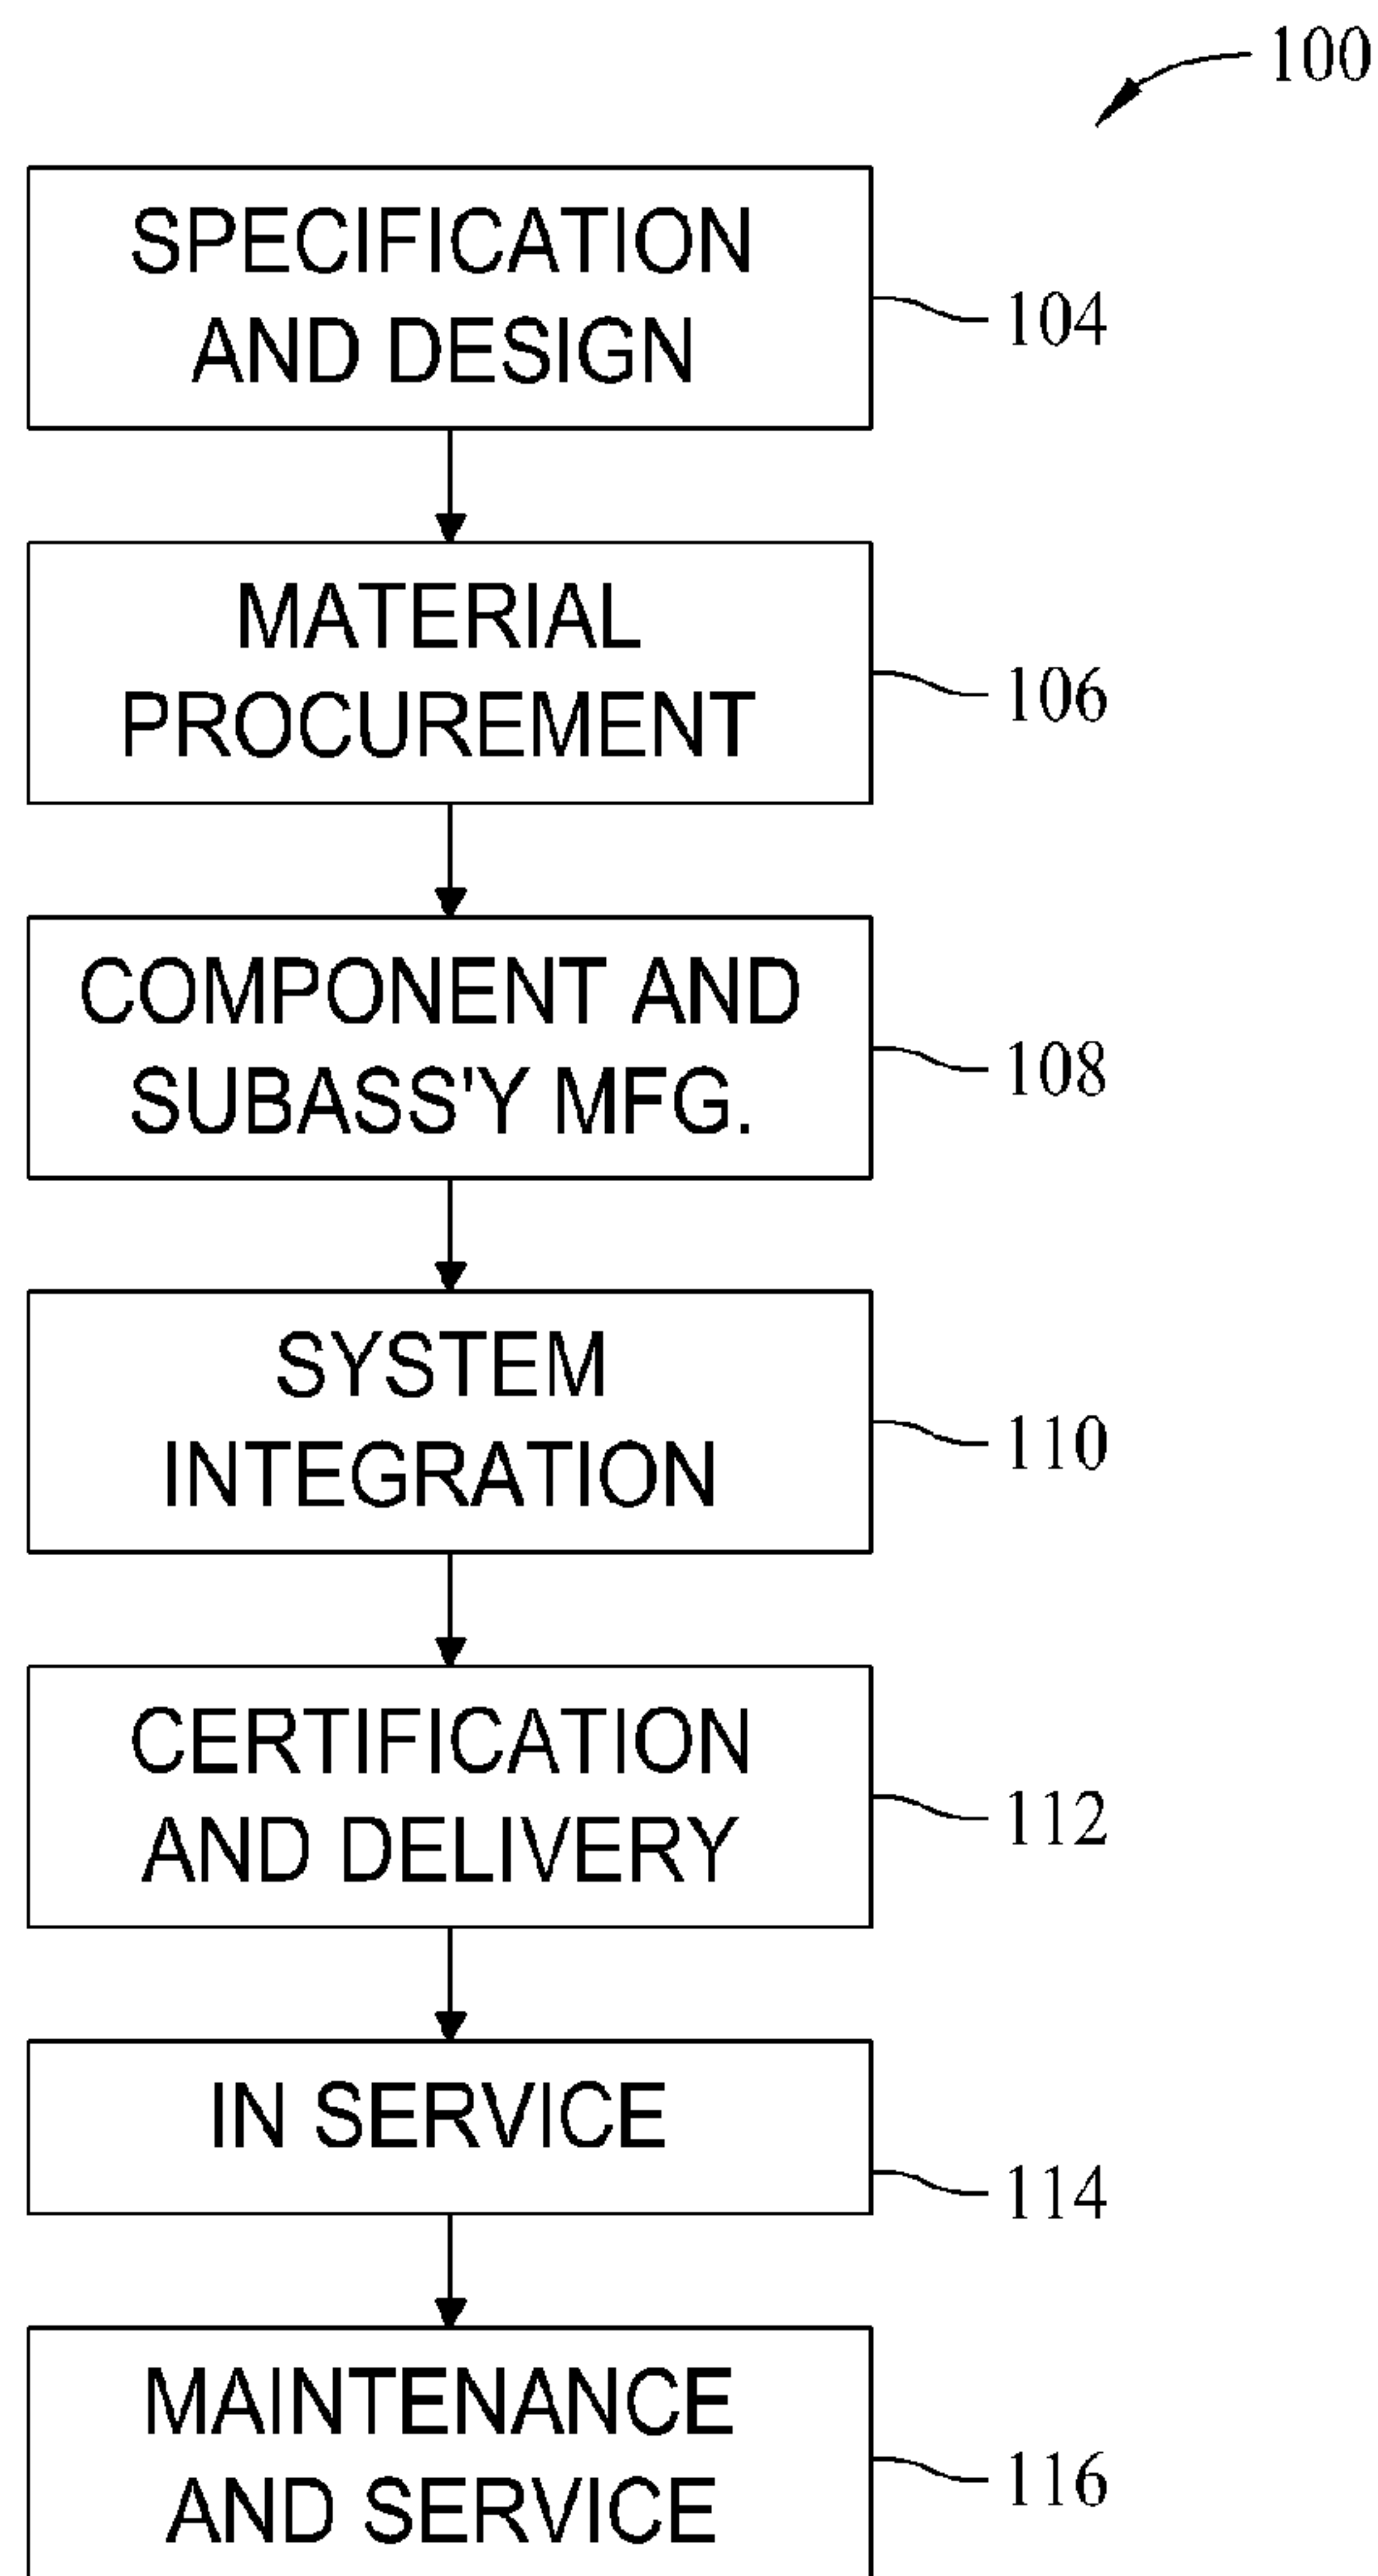 100
SPECIFICATION
AND DESIGN
104
MATERIAL
PROCUREMENT
106
COMPONENT AND
SUBASS'Y MFG.
108
SYSTEM
INTEGRATION
110
CERTIFICATION
AND DELIVERY
112
IN SERVICE
114
MAINTENANCE
AND SERVICE
116